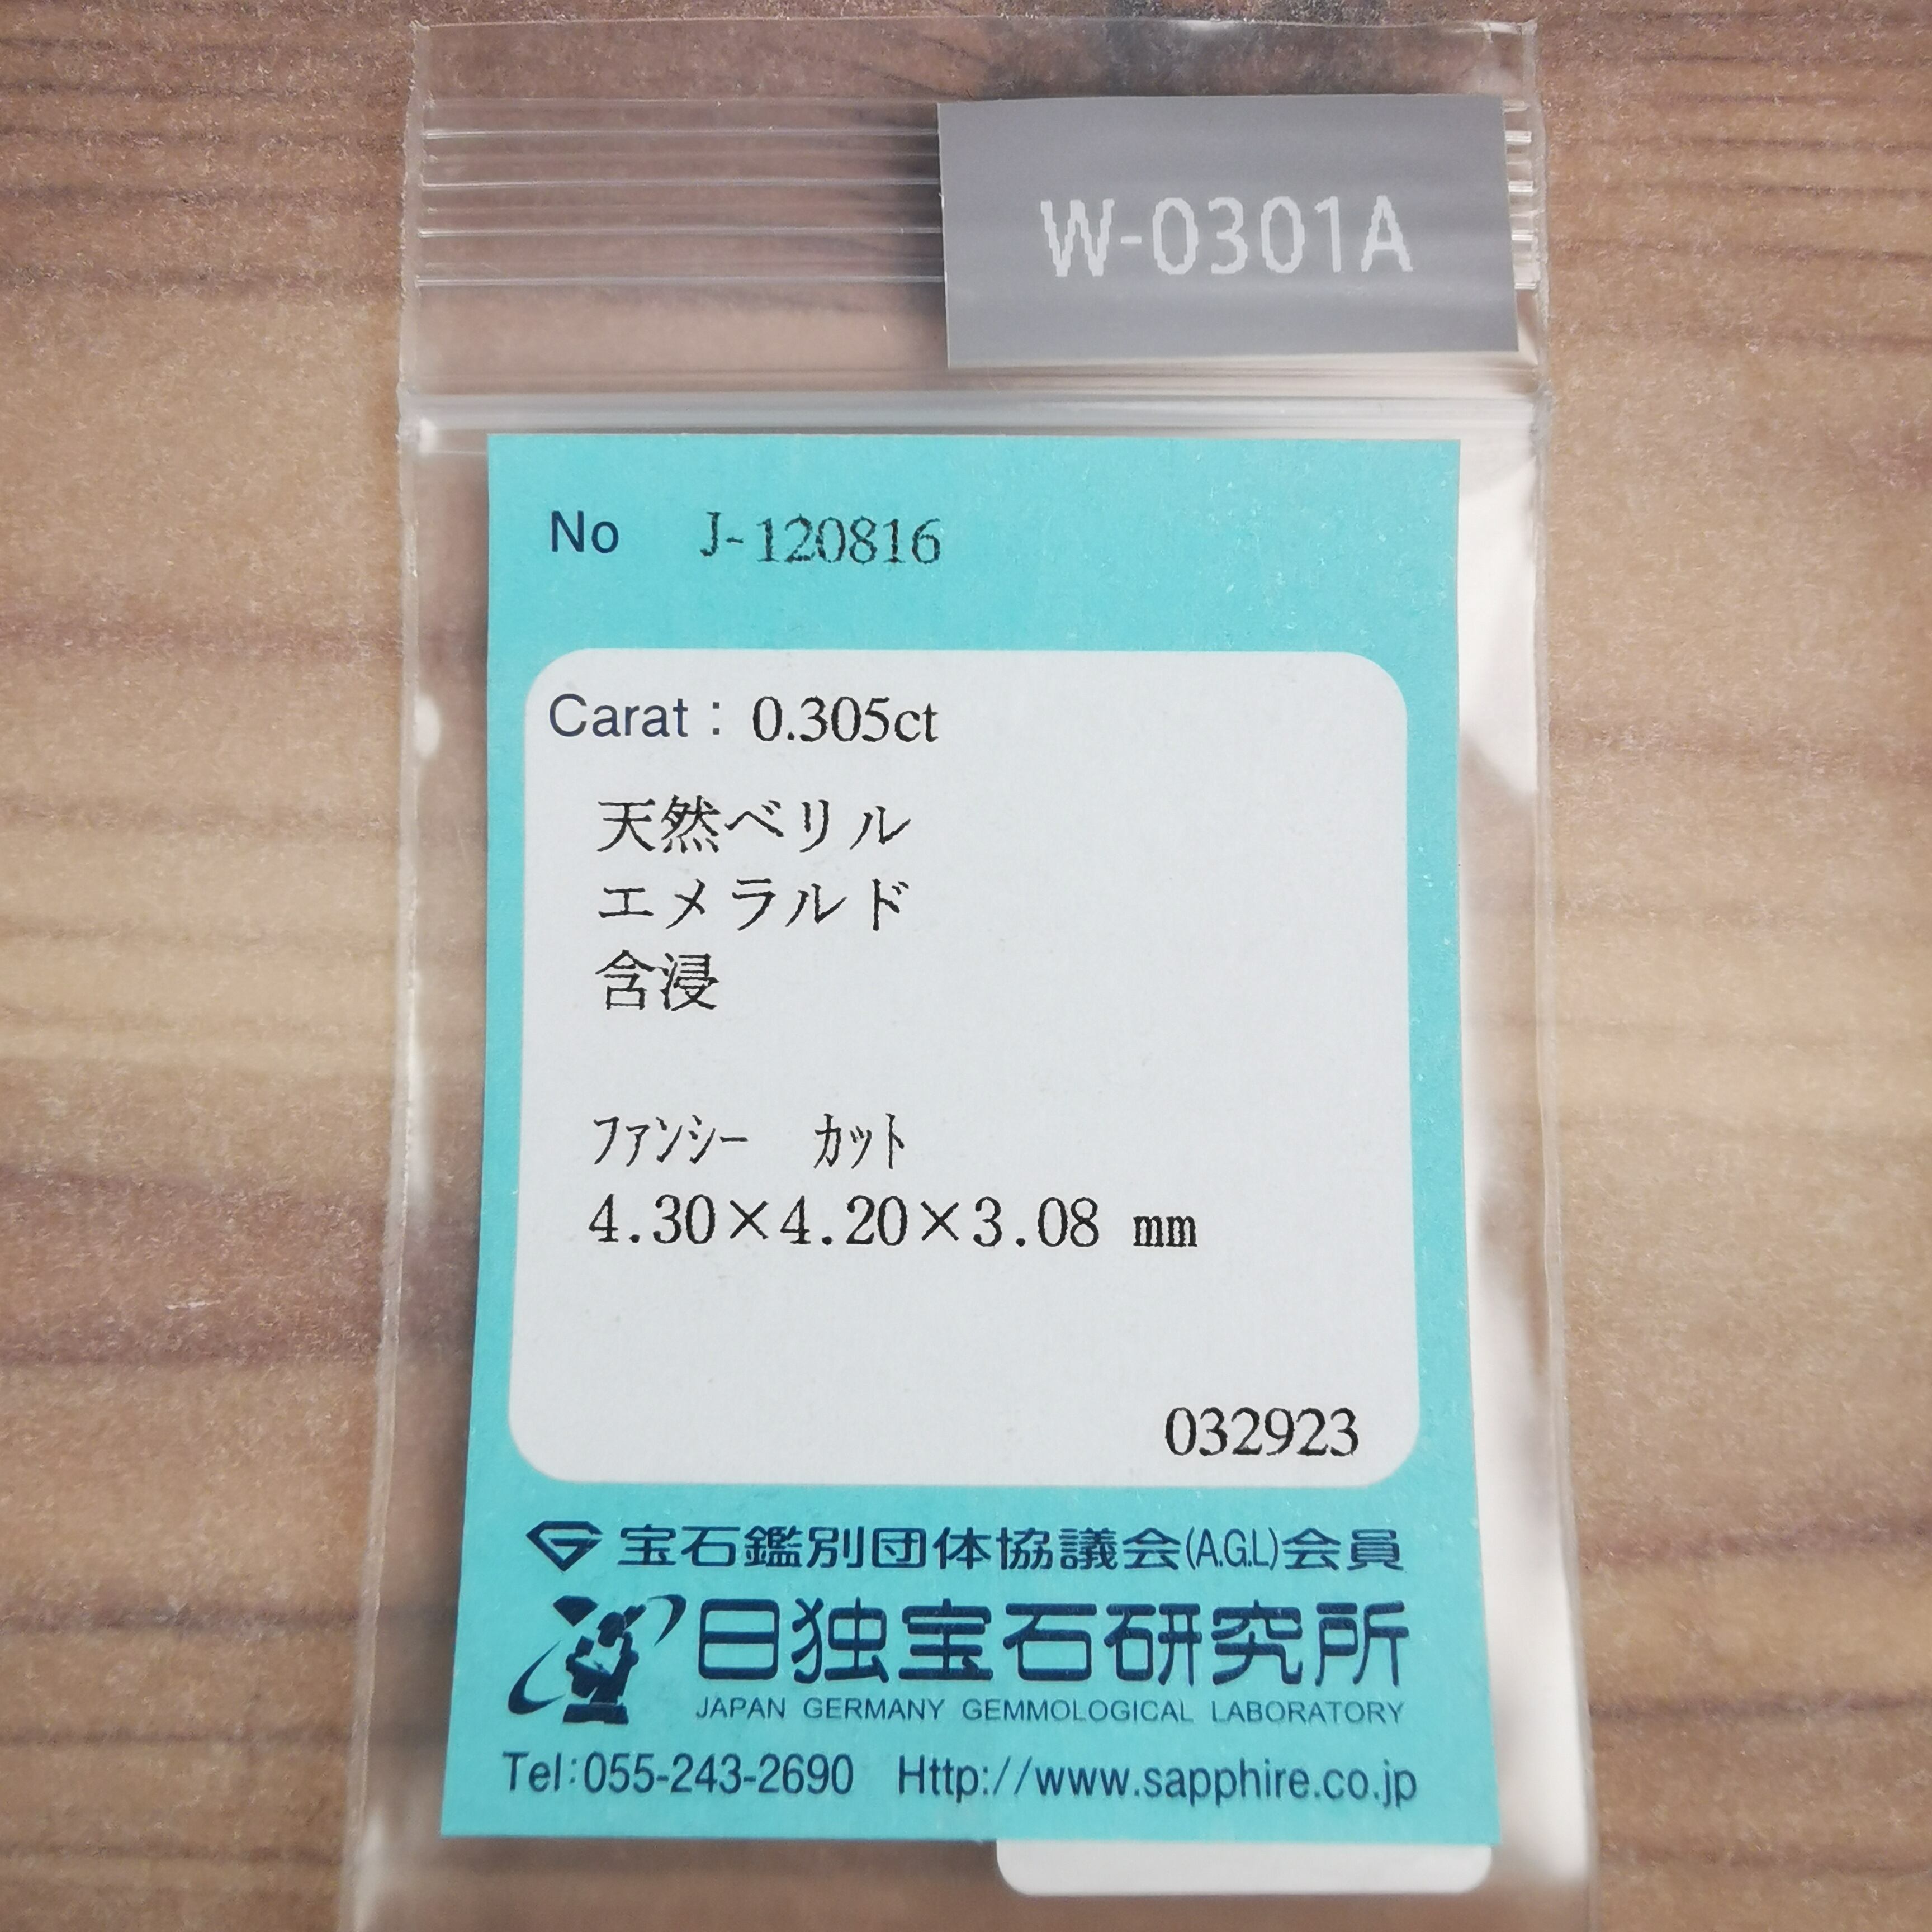 W-0301A
No J-120816
Carat : 0.305ct
天然ベリル
エメラルド
含浸
ﾌｧﾝｼｰ ｶｯﾄ
4.30×4.20×3.08 mm
032923
宝石鑑別団体協議会(A.G.L)会員
日独宝石研究所
JAPAN GERMANY GEMMOLOGICAL LABORATORY
Tel:055-243-2690 Http://www.sapphire.co.jp